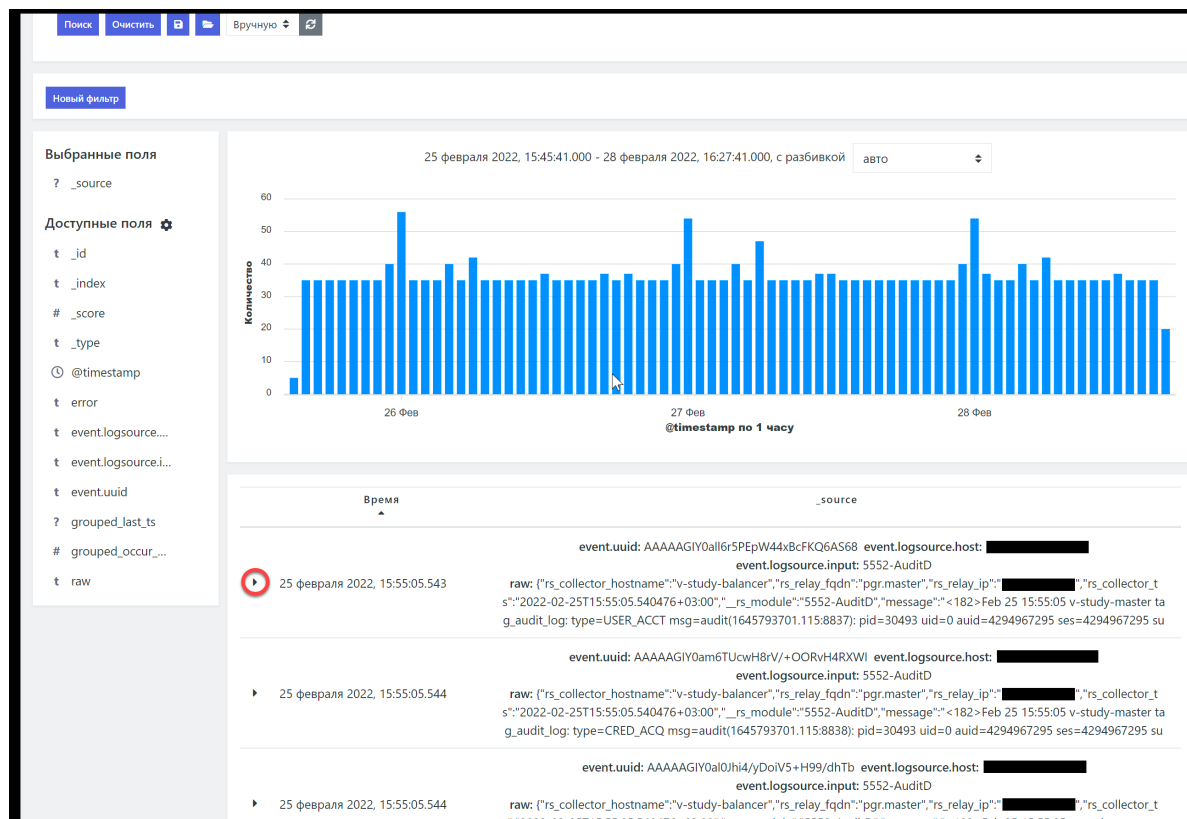 Поиск Очистить Вручную
Новый фильтр
Выбранные поля
? _source
Доступные поля
t _id
t _index
# _score
t _type
@timestamp
t error
t event.logsource....
t event.logsource.i...
t event.uuid
? grouped_last_ts
# grouped_occur_...
t raw
25 февраля 2022, 15:45:41.000 - 28 февраля 2022, 16:27:41.000, с разбивкой авто
Количество
60
50
40
30
20
10
0
26 Фев 27 Фев 28 Фев
@timestamp по 1 часу
Время _source
event.uuid: AAAAAGIY0all6r5PEpW44xBcFKQ6AS68 event.logsource.host:
event.logsource.input: 5552-AuditD
25 февраля 2022, 15:55:05.543 raw: {"rs_collector_hostname":"v-study-balancer","rs_relay_fqdn":"pgr.master","rs_relay_ip":" ","rs_collector_t
s":"2022-02-25T15:55:05.540476+03:00","__rs_module":"5552-AuditD","message":"<182>Feb 25 15:55:05 v-study-master ta
g_audit_log: type=USER_ACCT msg=audit(1645793701.115:8837): pid=30493 uid=0 auid=4294967295 ses=4294967295 su
event.uuid: AAAAAGIY0am6TUcwH8rV/+OORvH4RXWI event.logsource.host:
event.logsource.input: 5552-AuditD
25 февраля 2022, 15:55:05.544 raw: {"rs_collector_hostname":"v-study-balancer","rs_relay_fqdn":"pgr.master","rs_relay_ip":" ","rs_collector_t
s":"2022-02-25T15:55:05.540476+03:00","__rs_module":"5552-AuditD","message":"<182>Feb 25 15:55:05 v-study-master ta
g_audit_log: type=CRED_ACQ msg=audit(1645793701.115:8838): pid=30493 uid=0 auid=4294967295 ses=4294967295 su
event.uuid: AAAAAGIY0al0Jhi4/yDoiV5+H99/dhTb event.logsource.host:
event.logsource.input: 5552-AuditD
25 февраля 2022, 15:55:05.544 raw: {"rs_collector_hostname":"v-study-balancer","rs_relay_fqdn":"pgr.master","rs_relay_ip":" ","rs_collector_t